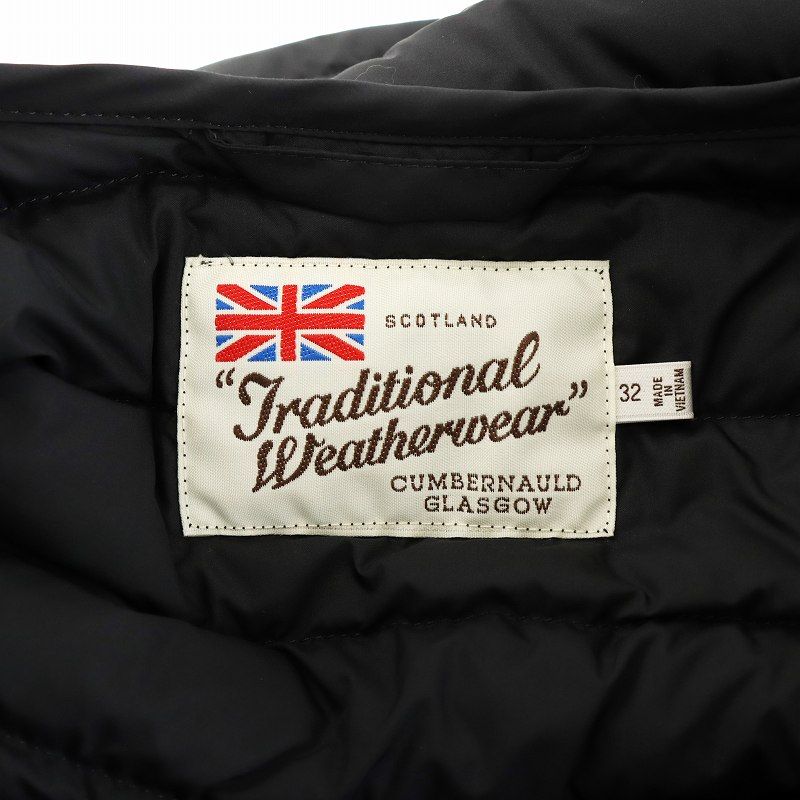 SCOTLAND
"Traditional
Weatherwear"
CUMBERNAULD
GLASGOW
32
MADE
IN
VIETNAM